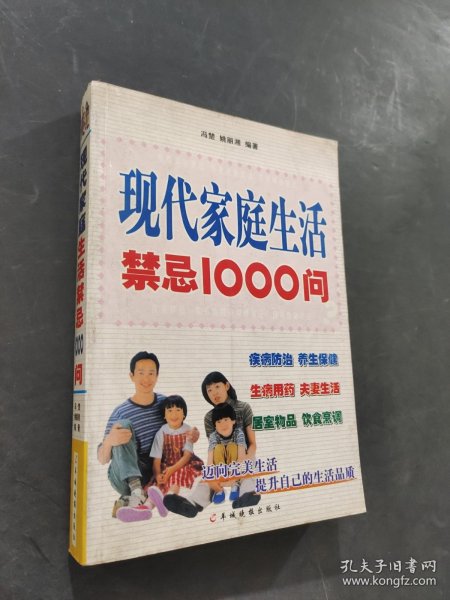 冯楚 姚丽湘 编著
现代家庭生活
禁忌1000问
疾病防治 养生保健
生病用药 夫妻生活
居室物品 饮食烹调
迈向完美生活
提升自己的生活品质
羊城晚报出版社
现代家庭生活禁忌1000问
孔夫子旧书网
www.kongfz.com